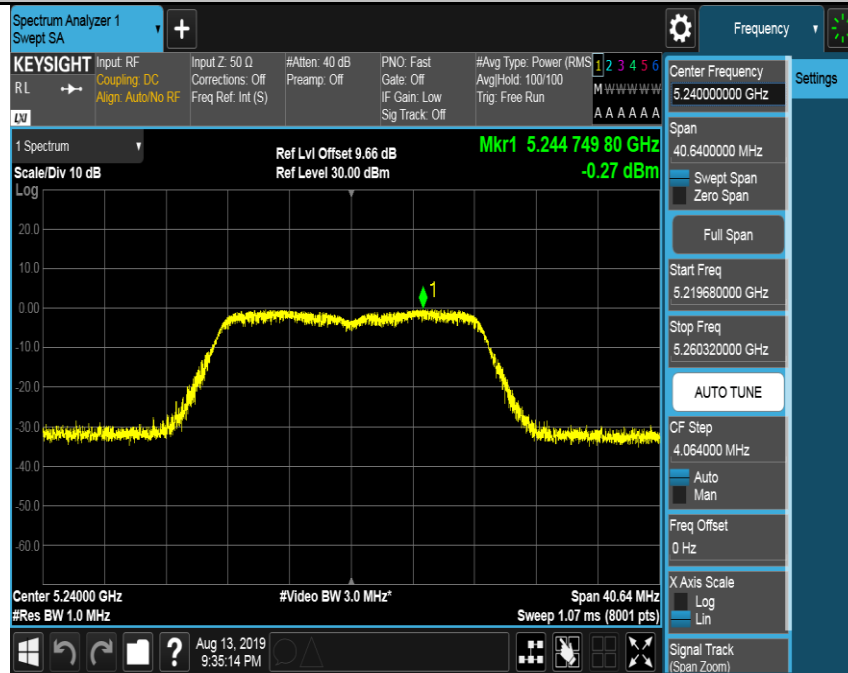 Spectrum Analyzer 1
Swept SA
Frequency
KEYSIGHT
RL
LXI
Input: RF
Coupling: DC
Align: Auto/No RF
Input Z: 50 Ω
Corrections: Off
Freq Ref: Int (S)
#Atten: 40 dB
Preamp: Off
PNO: Fast
Gate: Off
IF Gain: Low
Sig Track: Off
#Avg Type: Power (RMS
Avg|Hold: 100/100
Trig: Free Run
1 2 3 4 5 6
M W W W W W
A A A A A A
1 Spectrum
Scale/Div 10 dB
Log
Ref Lvl Offset 9.66 dB
Ref Level 30.00 dBm
Mkr1 5.244 749 80 GHz
-0.27 dBm
20.0
10.0
0.00
-10.0
-20.0
-30.0
-40.0
-50.0
-60.0
1
Center 5.24000 GHz
#Res BW 1.0 MHz
#Video BW 3.0 MHz*
Span 40.64 MHz
Sweep 1.07 ms (8001 pts)
Center Frequency
5.240000000 GHz
Span
40.6400000 MHz
Swept Span
Zero Span
Full Span
Start Freq
5.219680000 GHz
Stop Freq
5.260320000 GHz
AUTO TUNE
CF Step
4.064000 MHz
Auto
Man
Freq Offset
0 Hz
X Axis Scale
Log
Lin
Signal Track
(Span Zoom)
Settings
?
Aug 13, 2019
9:35:14 PM